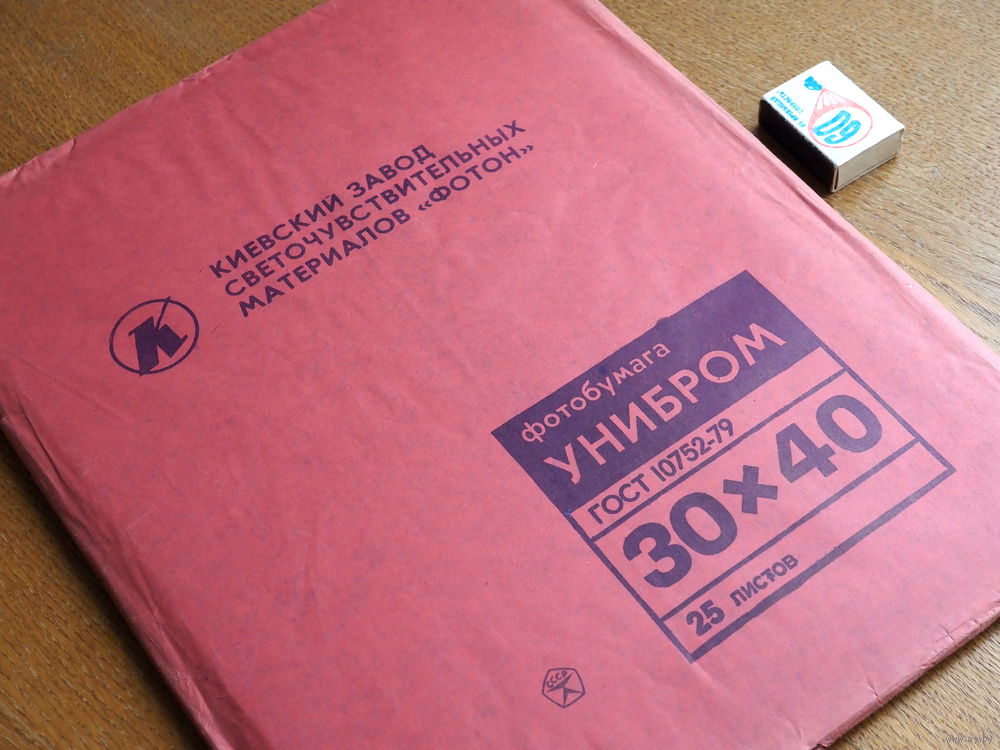 КИЕВСКИЙ ЗАВОД
СВЕТОЧУВСТВИТЕЛЬНЫХ
МАТЕРИАЛОВ «ФОТОН»
фотобумага
УНИБРОМ
ГОСТ 10752-79
30×40
25 листов
СССР
60